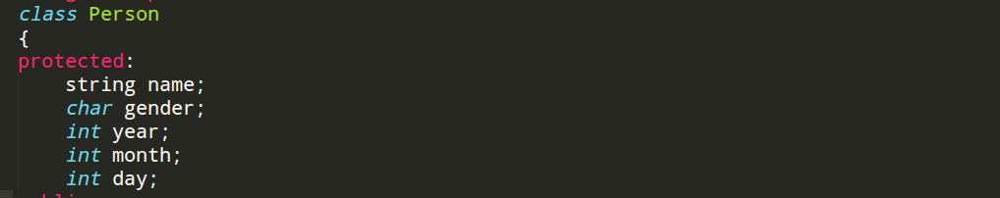 class Person
{
protected:
    string name;
    char gender;
    int year;
    int month;
    int day;